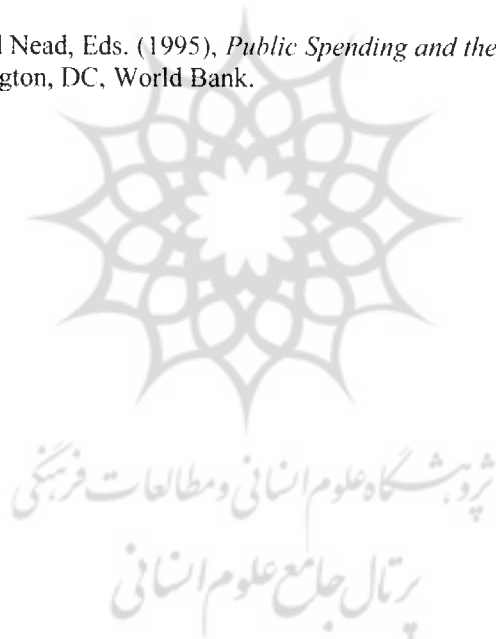 l Nead, Eds. (1995), Public Spending and the
gton, DC, World Bank.
پژوهشگاه علوم انسانی و مطالعات فرهنگی
پرتال جامع علوم انسانی